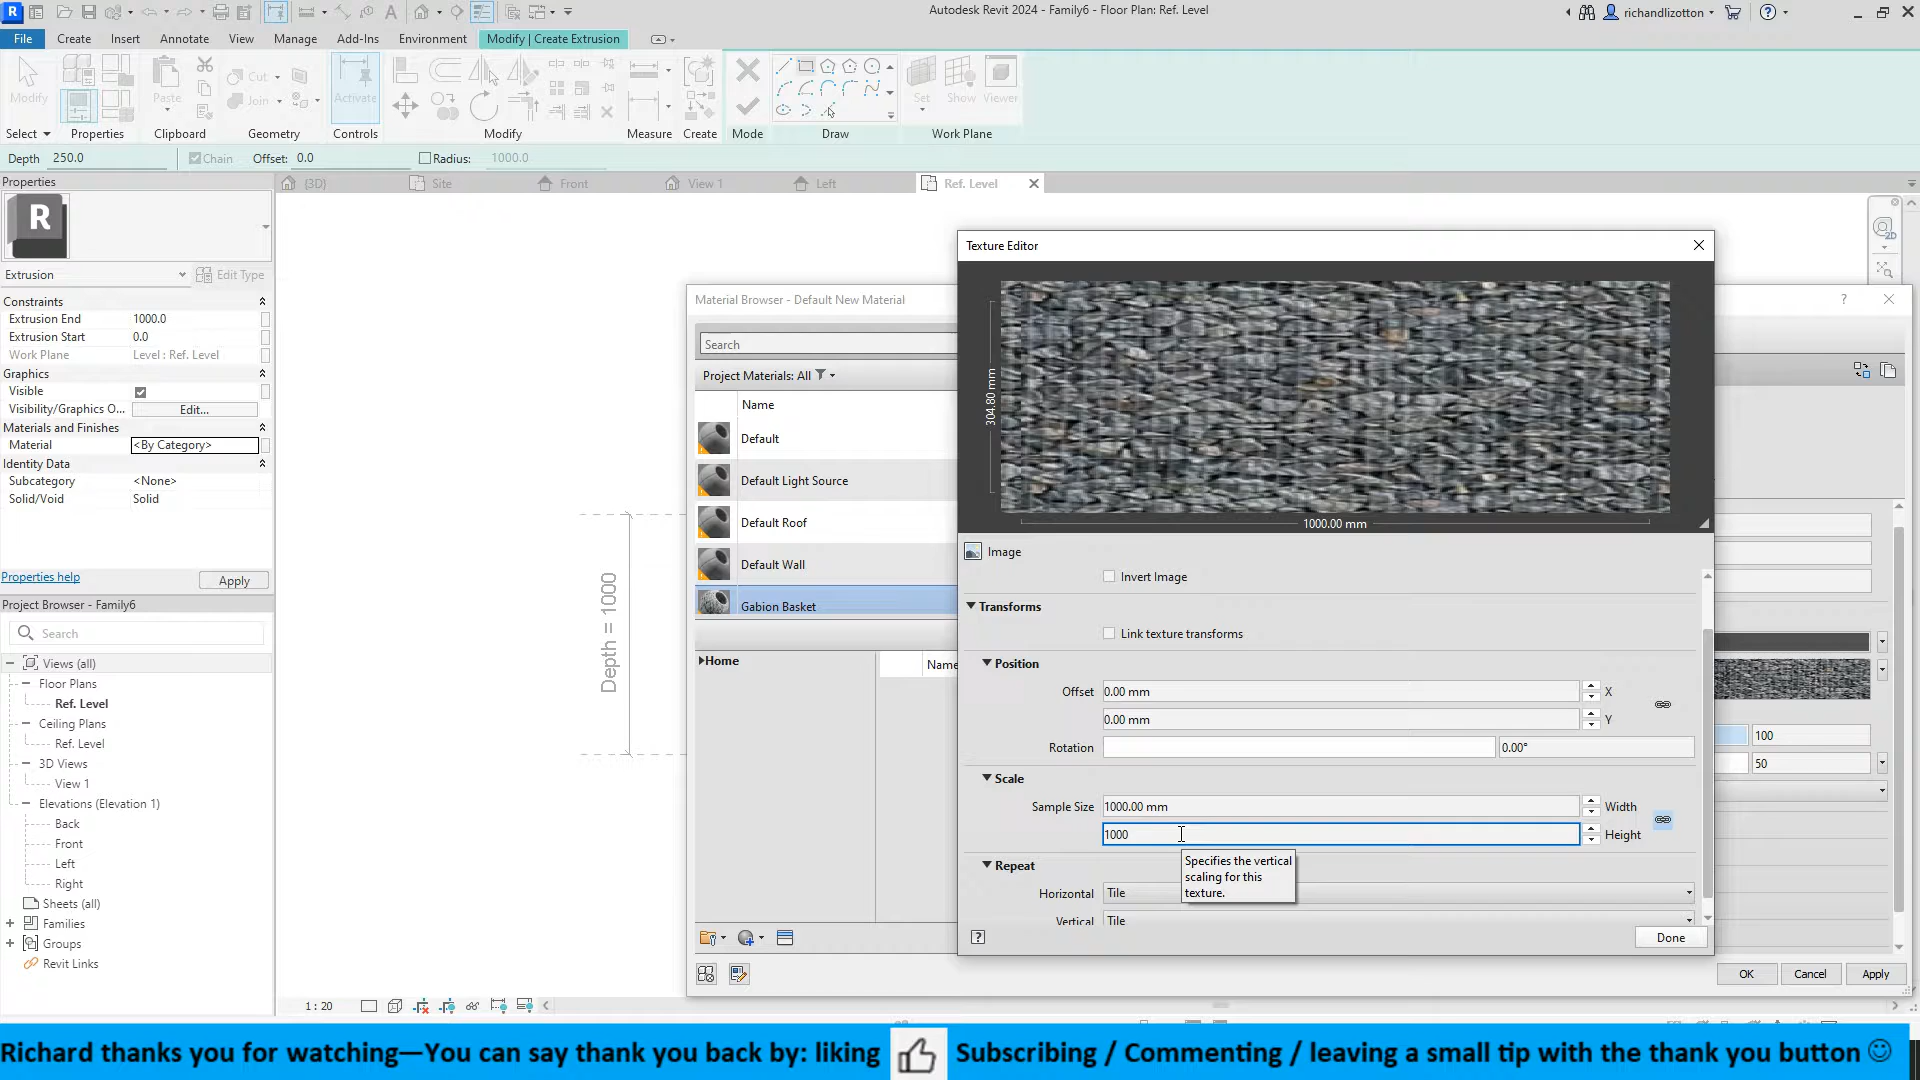 Autodesk Revit 2024 - Family6 - Floor Plan: Ref. Level
richandlizotton
File Create Insert Annotate View Manage Add-Ins Environment Modify | Create Extrusion
Modify Paste Cut Join Activate Set Show Viewer
Select Properties Clipboard Geometry Controls Modify Measure Create Mode Draw Work Plane
Depth 250.0 Chain Offset: 0.0 Radius: 1000.0
Properties
{3D} Site Front View 1 Left Ref. Level
R
Extrusion Edit Type
Constraints
Extrusion End 1000.0
Extrusion Start 0.0
Work Plane Level : Ref. Level
Graphics
Visible
Visibility/Graphics O... Edit...
Materials and Finishes
Material <By Category>
Identity Data
Subcategory <None>
Solid/Void Solid
Properties help Apply
Project Browser - Family6
Search
Views (all)
Floor Plans
Ref. Level
Ceiling Plans
Ref. Level
3D Views
View 1
Elevations (Elevation 1)
Back
Front
Left
Right
Sheets (all)
Families
Groups
Revit Links
Depth = 1000
1 : 20
Material Browser - Default New Material
Search
Project Materials: All
Name
Default
Default Light Source
Default Roof
Default Wall
Gabion Basket
Home Name
Texture Editor
304.80 mm
1000.00 mm
Image
Invert Image
Transforms
Link texture transforms
Position
Offset 0.00 mm X
0.00 mm Y
Rotation 0.00°
Scale
Sample Size 1000.00 mm Width
1000 Height
Specifies the vertical
scaling for this
texture.
Repeat
Horizontal Tile
Vertical Tile
Done
100
50
OK Cancel Apply
Richard thanks you for watching—You can say thank you back by: liking Subscribing / Commenting / leaving a small tip with the thank you button